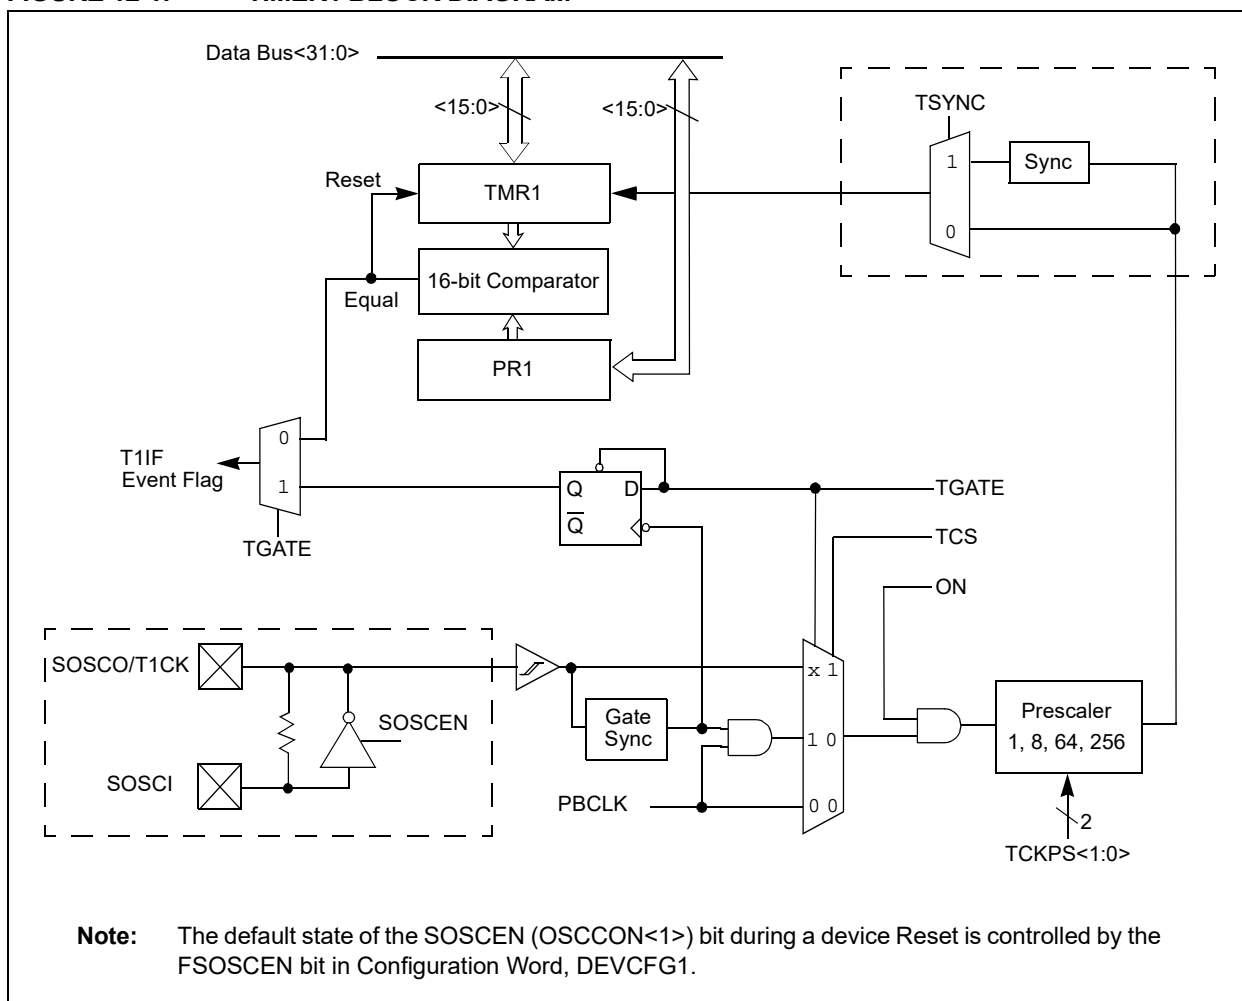 Data Bus<31:0>
<15:0>
<15:0>
TSYNC
1
Sync
0
Reset
TMR1
16-bit Comparator
Equal
PR1
0
1
T1IF
Event Flag
TGATE
Q
D
Q
TGATE
TCS
ON
SOSCO/T1CK
SOSCEN
SOSCI
Gate
Sync
PBCLK
x 1
1 0
0 0
Prescaler
1, 8, 64, 256
2
TCKPS<1:0>
Note: The default state of the SOSCEN (OSCCON<1>) bit during a device Reset is controlled by the
FSOSCEN bit in Configuration Word, DEVCFG1.